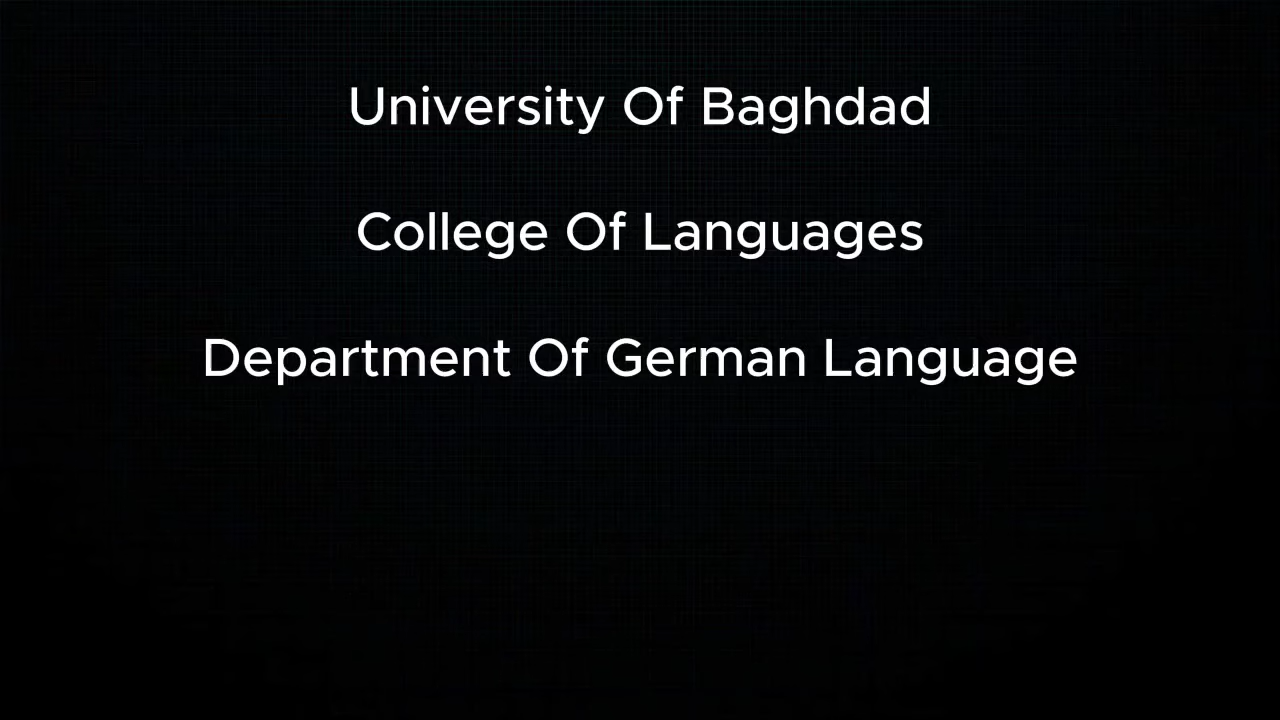 University Of Baghdad
College Of Languages
Department Of German Language